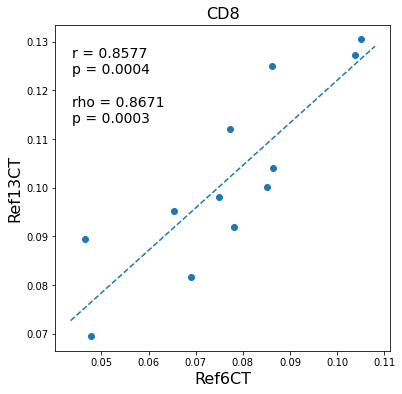 CD8
r = 0.8577
p = 0.0004
rho = 0.8671
p = 0.0003
Ref13CT
0.13
0.12
0.11
0.10
0.09
0.08
0.07
0.05 0.06 0.07 0.08 0.09 0.10 0.11
Ref6CT